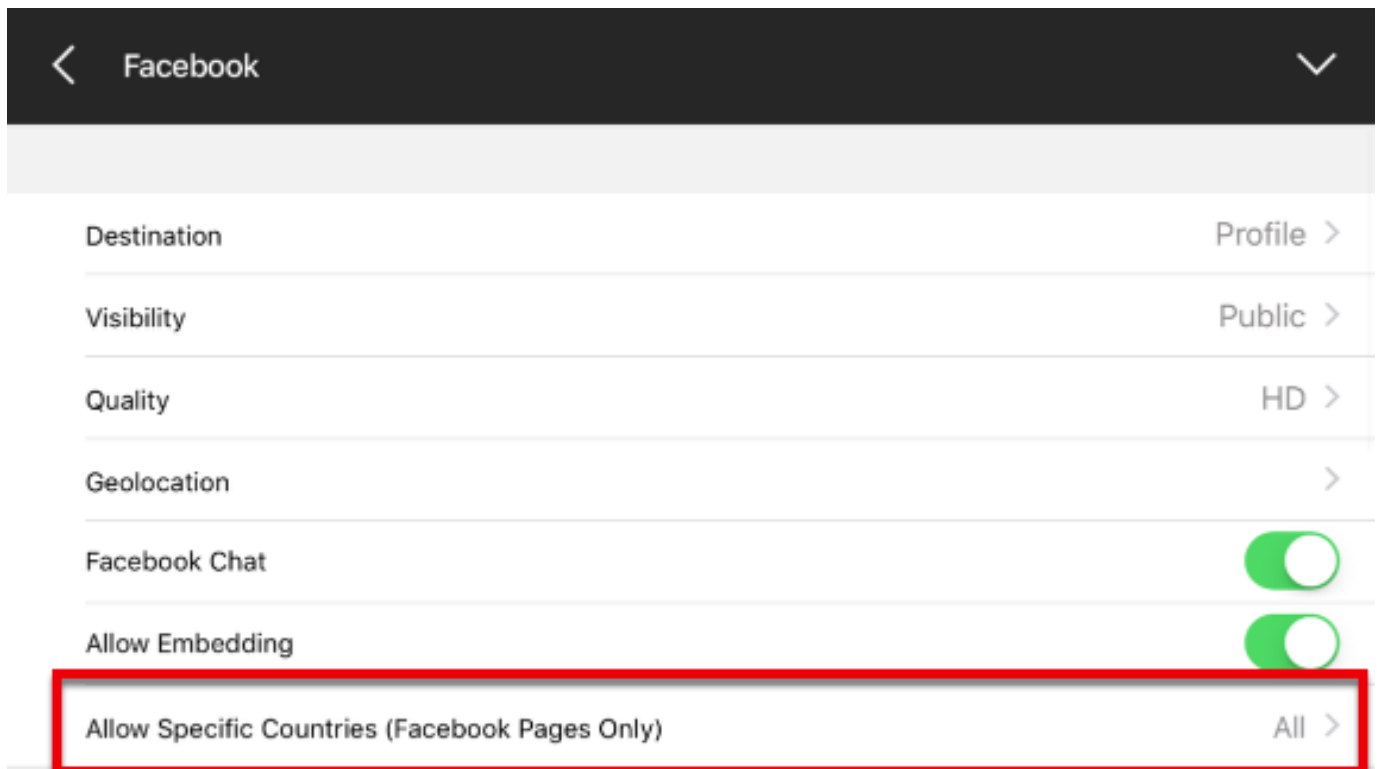 Facebook
Destination Profile
Visibility Public
Quality HD
Geolocation
Facebook Chat
Allow Embedding
Allow Specific Countries (Facebook Pages Only) All